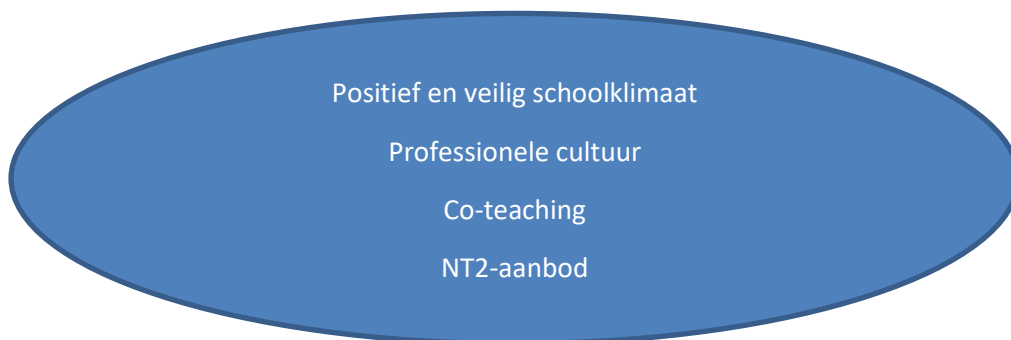 Positief en veilig schoolklimaat
Professionele cultuur
Co-teaching
NT2-aanbod